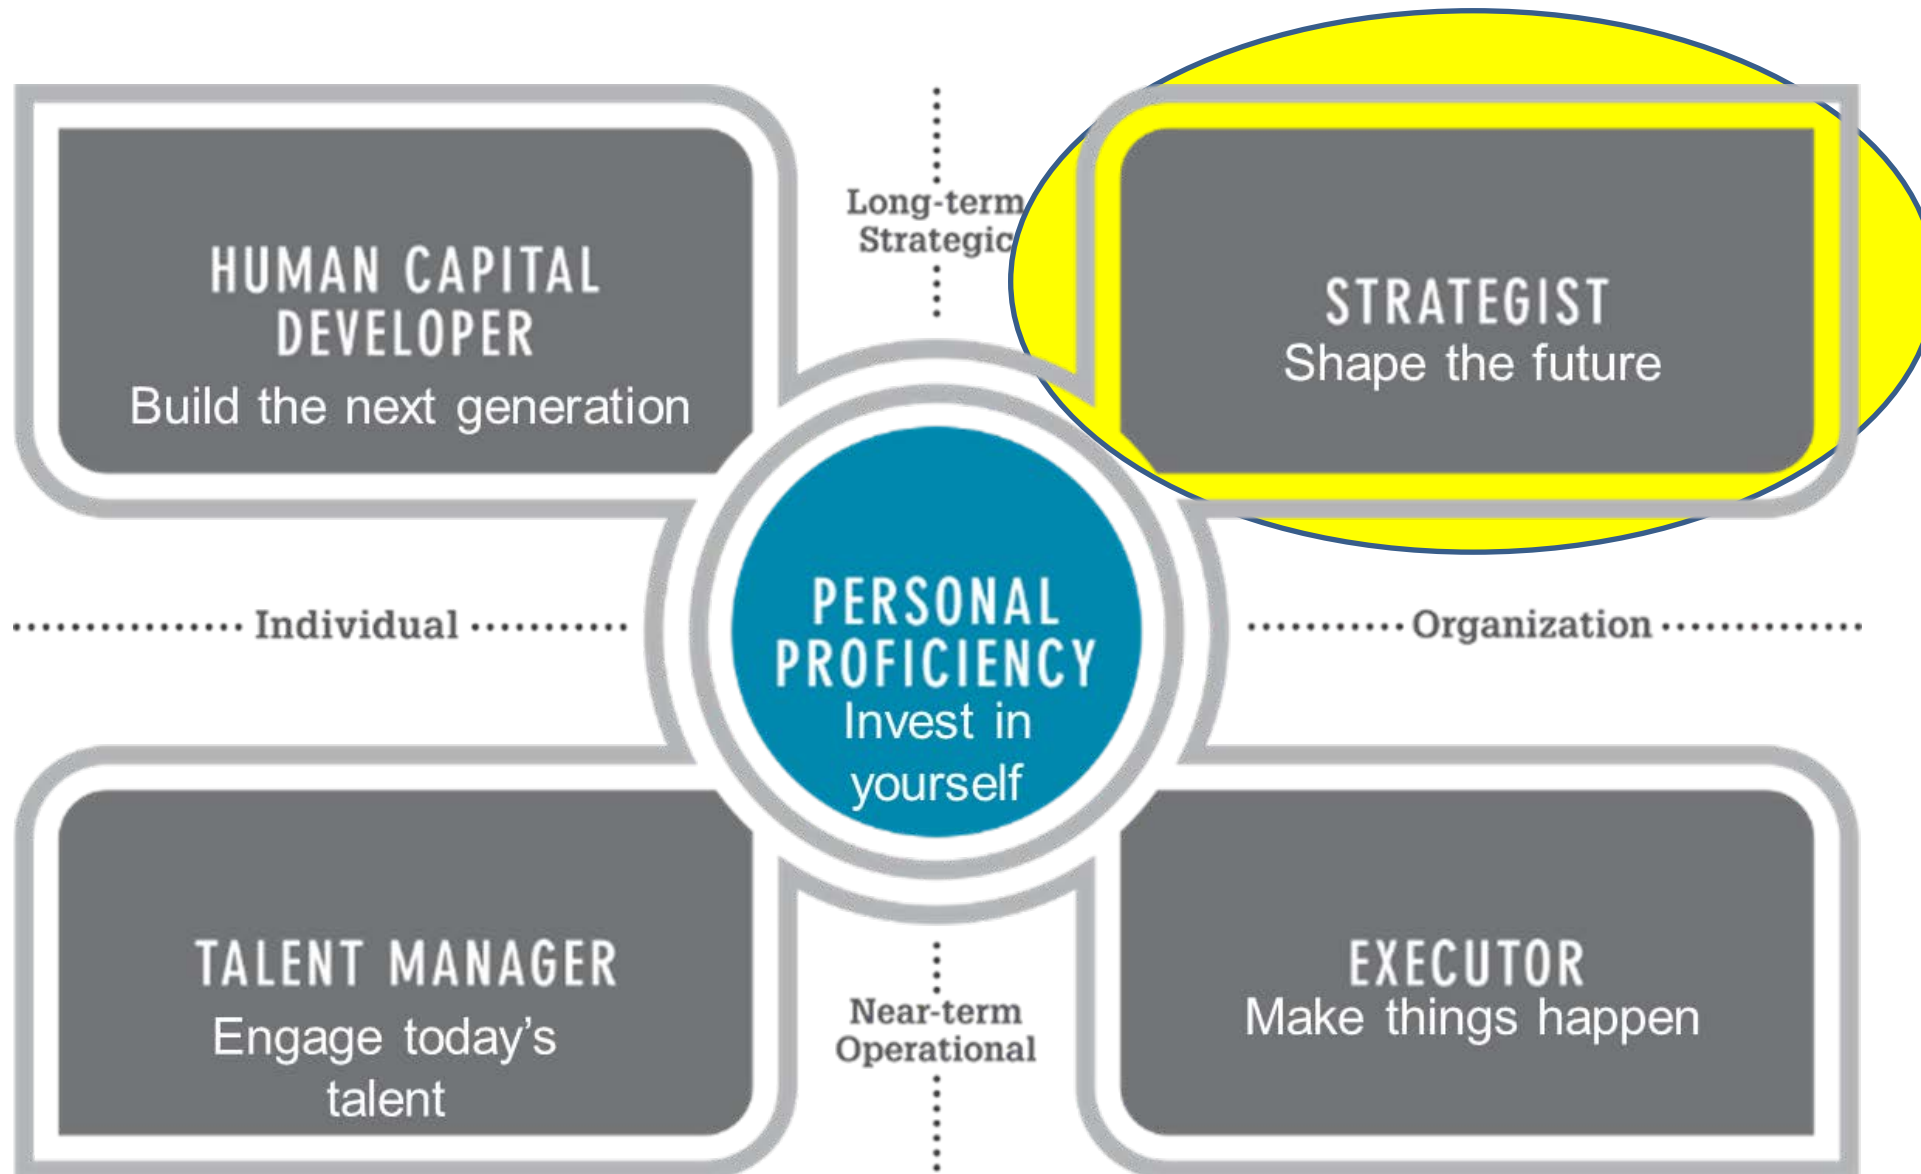 Long-term
Strategic
HUMAN CAPITAL
DEVELOPER
Build the next generation
STRATEGIST
Shape the future
Individual
PERSONAL
PROFICIENCY
Invest in
yourself
Organization
TALENT MANAGER
Engage today’s
talent
Near-term
Operational
EXECUTOR
Make things happen